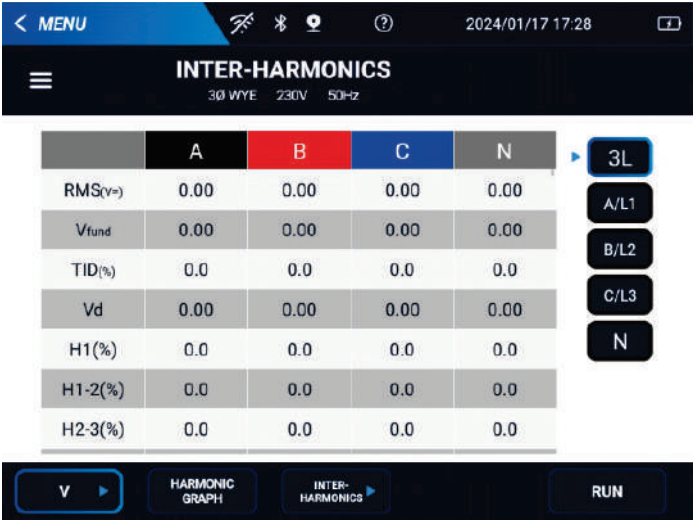 < MENU 2024/01/17 17:28
INTER-HARMONICS
3Ø WYE 230V 50Hz
A B C N
RMS(V=) 0.00 0.00 0.00 0.00
Vfund 0.00 0.00 0.00 0.00
TID(%) 0.0 0.0 0.0 0.0
Vd 0.00 0.00 0.00 0.00
H1(%) 0.0 0.0 0.0 0.0
H1-2(%) 0.0 0.0 0.0 0.0
H2-3(%) 0.0 0.0 0.0 0.0
3L
A/L1
B/L2
C/L3
N
V
HARMONIC
GRAPH
INTER-
HARMONICS
RUN